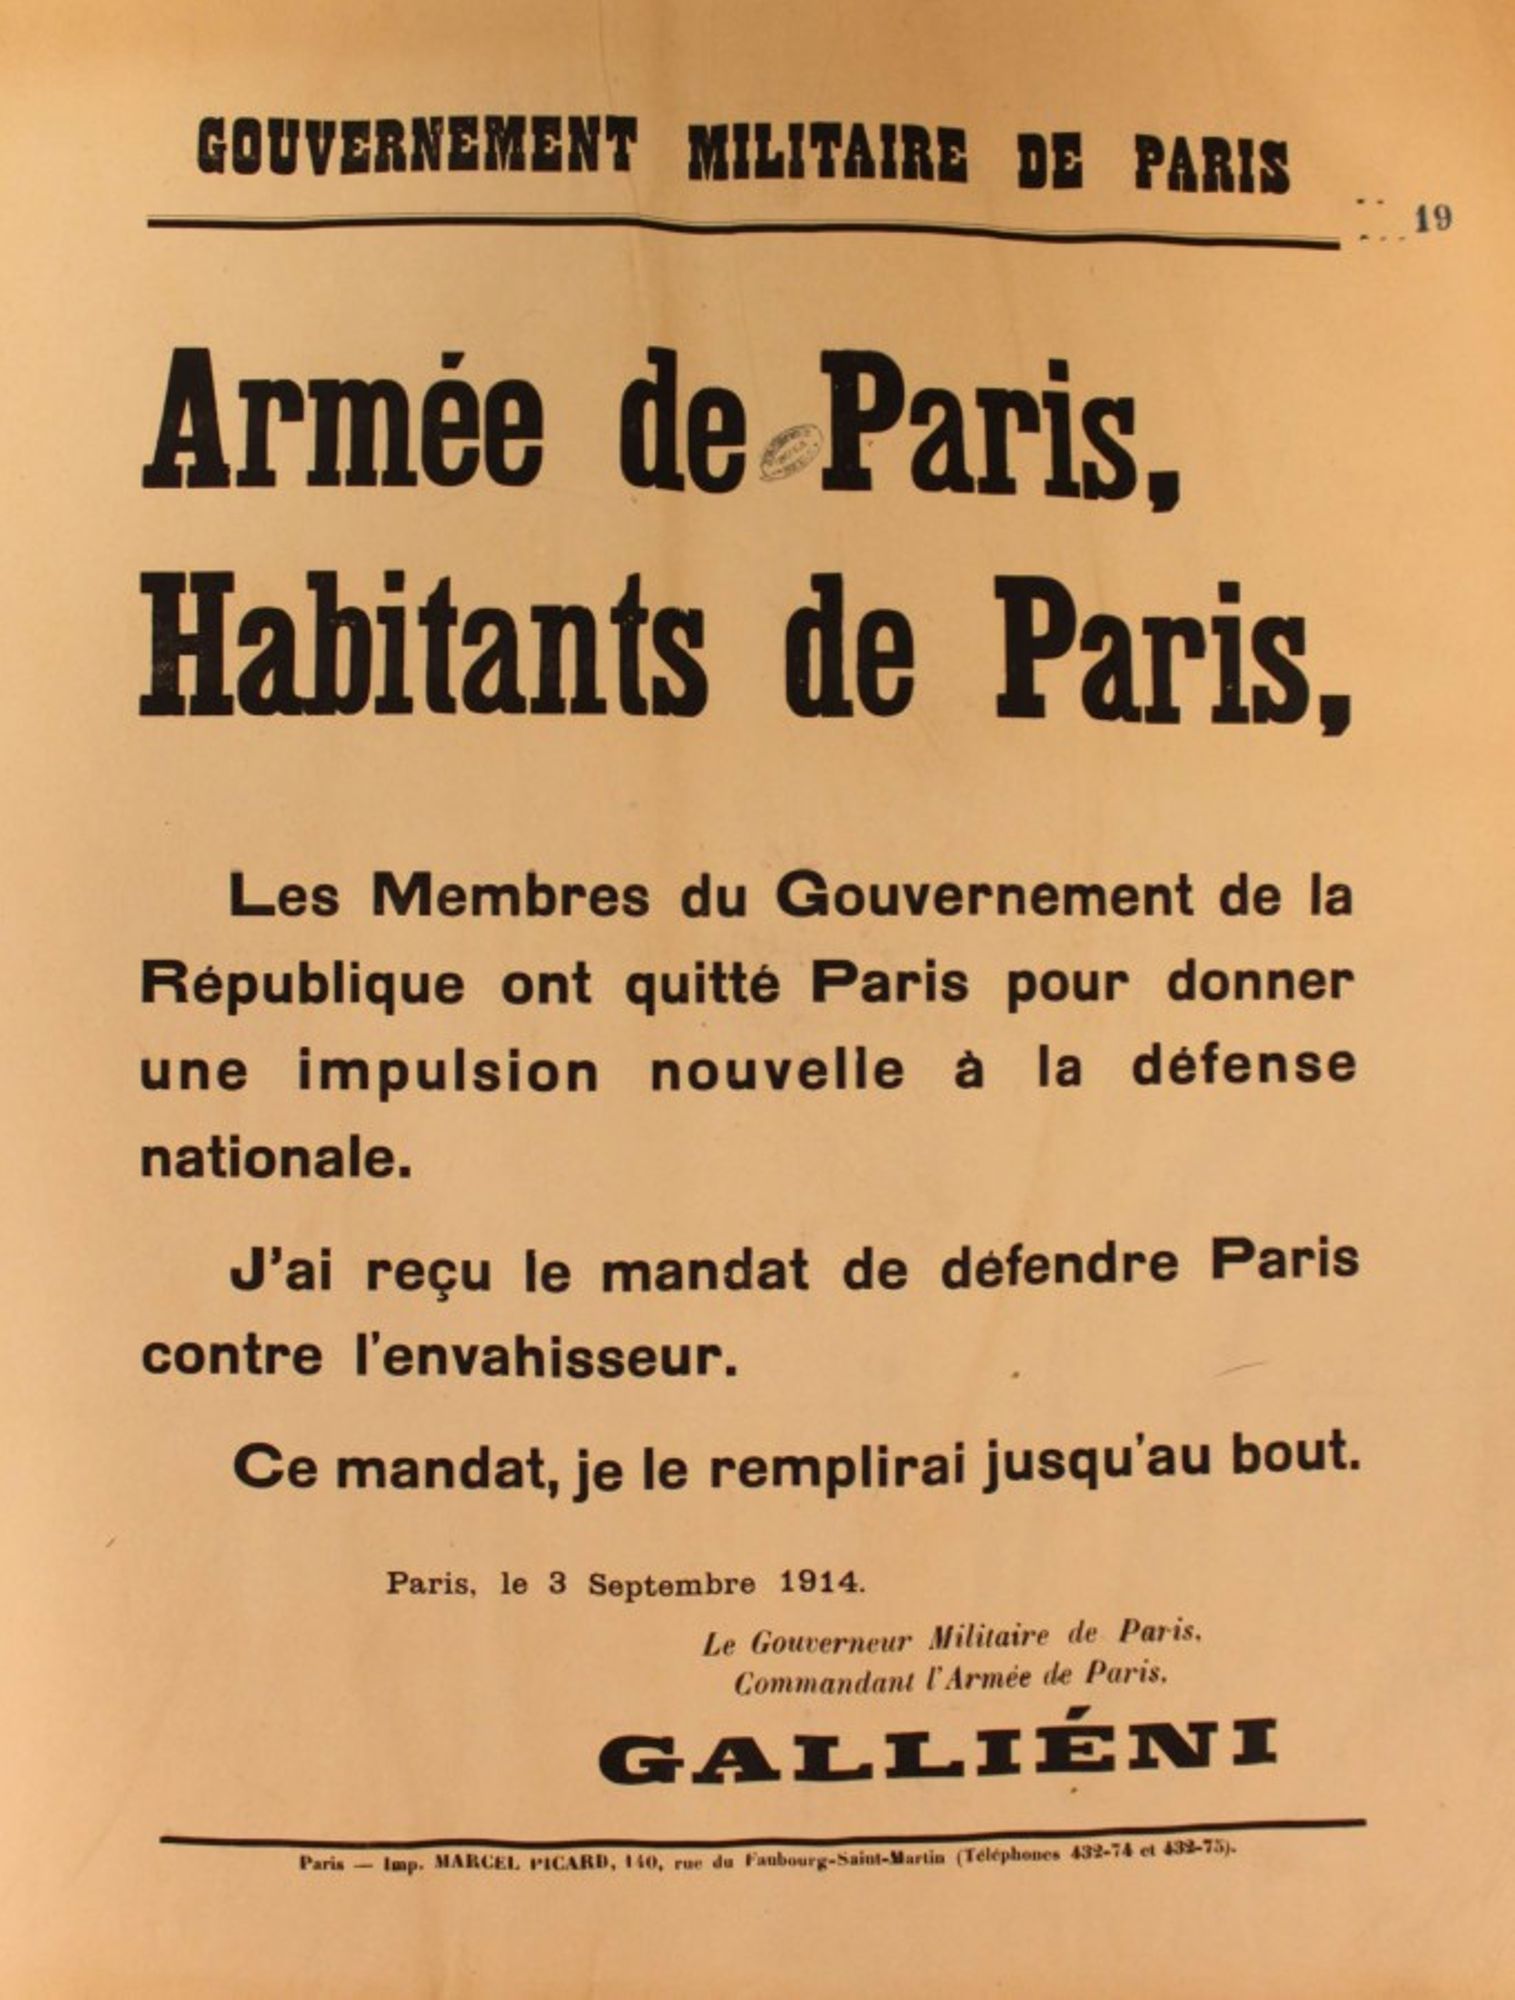 GOUVERNEMENT MILITAIRE DE PARIS
19
Armée de Paris,
Habitants de Paris,
Les Membres du Gouvernement de la
République ont quitté Paris pour donner
une impulsion nouvelle à la défense
nationale.
J'ai reçu le mandat de défendre Paris
contre l'envahisseur.
Ce mandat, je le remplirai jusqu'au bout.
Paris, le 3 Septembre 1914.
Le Gouverneur Militaire de Paris,
Commandant l'Armée de Paris,
GALLIÉNI
Paris — Imp. MARCEL PICARD, 140, rue du Faubourg-Saint-Martin (Téléphones 432-74 et 432-75).